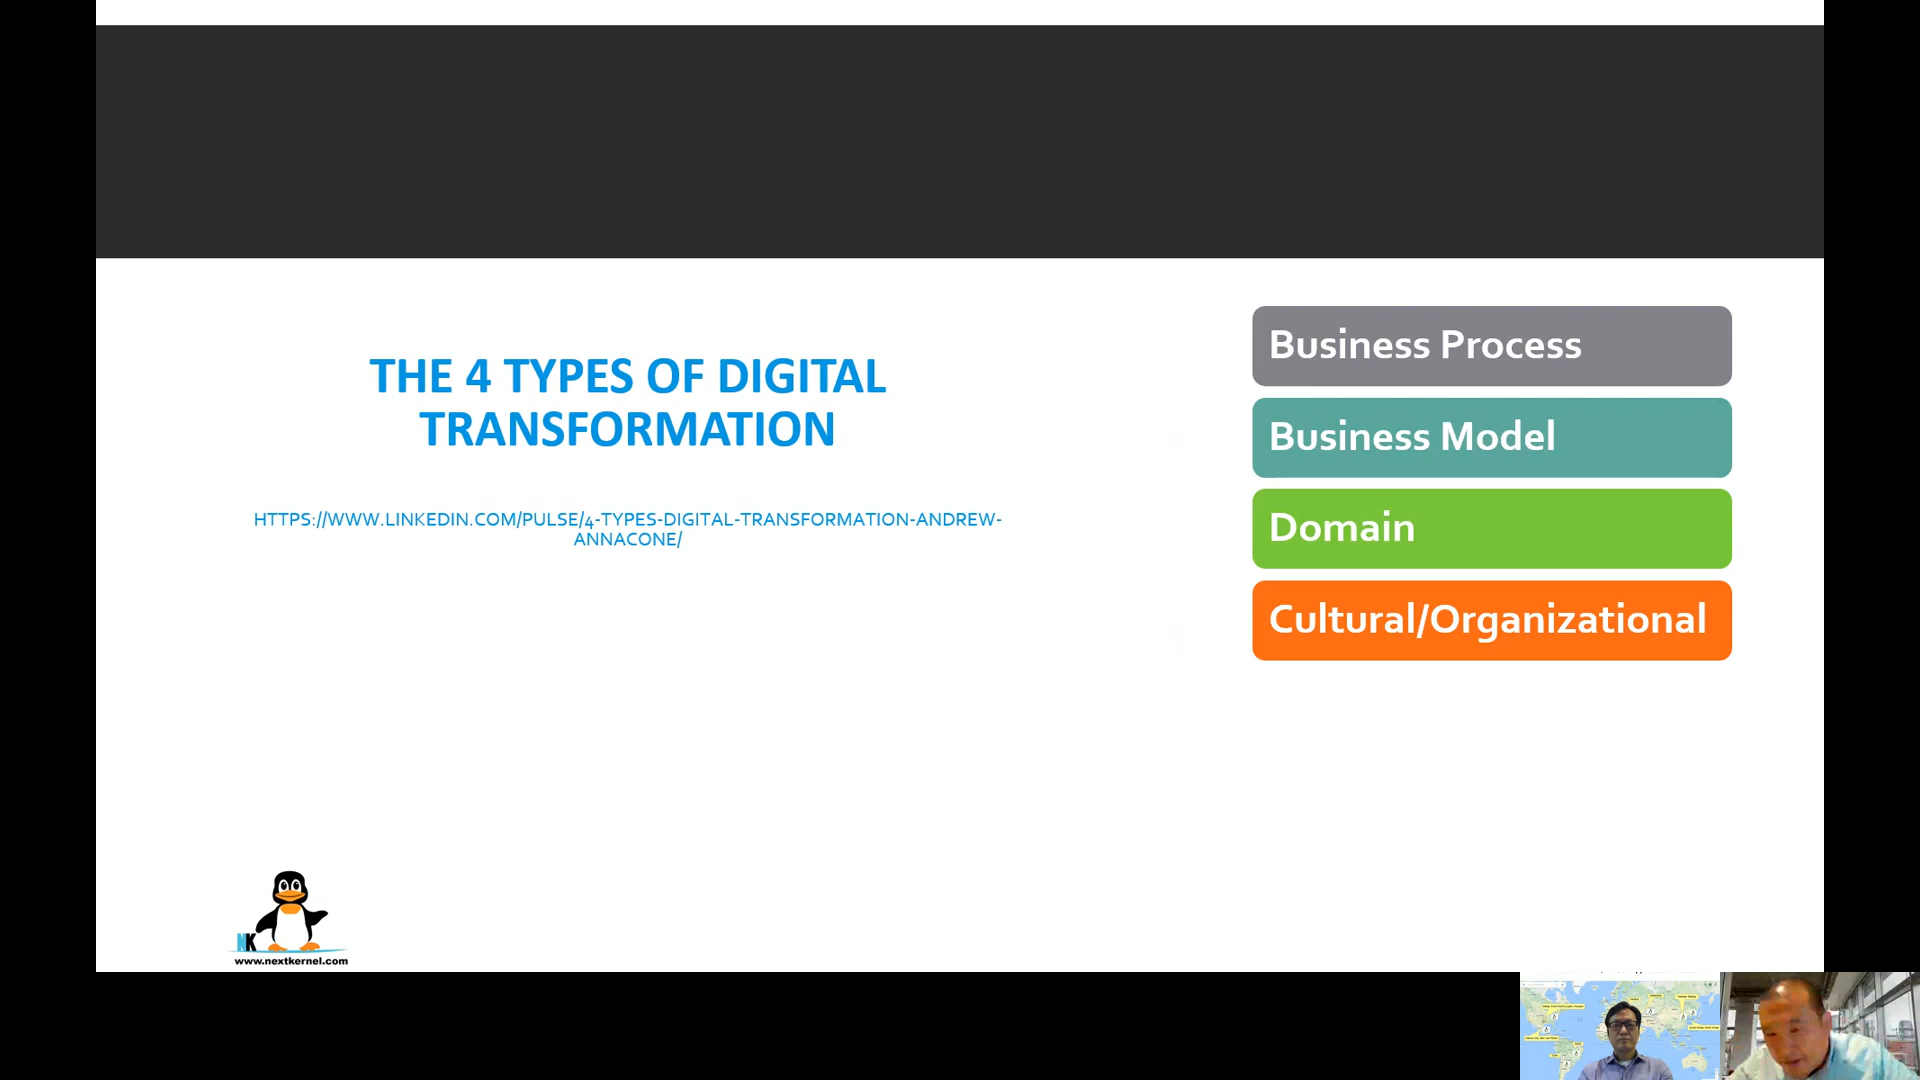 THE 4 TYPES OF DIGITAL
TRANSFORMATION
HTTPS://WWW.LINKEDIN.COM/PULSE/4-TYPES-DIGITAL-TRANSFORMATION-ANDREW-
ANNACONE/
Business Process
Business Model
Domain
Cultural/Organizational
NK
www.nextkernel.com